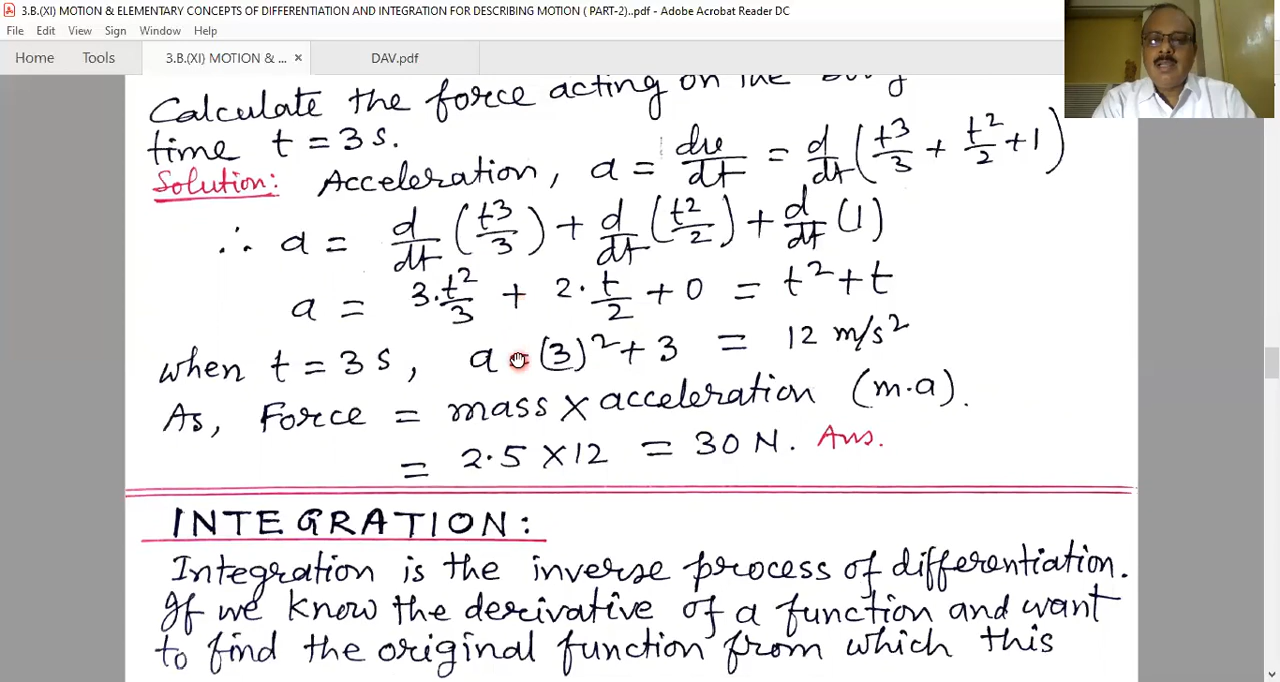 3.B.(XI) MOTION & ELEMENTARY CONCEPTS OF DIFFERENTIATION AND INTEGRATION FOR DESCRIBING MOTION ( PART-2)..pdf - Adobe Acrobat Reader DC
File Edit View Sign Window Help
Home Tools 3.B.(XI) MOTION & ... × DAV.pdf
Calculate the force acting on the body
time t = 3 s.
Solution: Acceleration, a = dv/dt = d/dt (t³/3 + t²/2 + 1)
∴ a = d/dt (t³/3) + d/dt (t²/2) + d/dt (1)
a = 3·t²/3 + 2·t/2 + 0 = t² + t
when t = 3 s, a = (3)² + 3 = 12 m/s²
As, Force = mass × acceleration (m·a).
= 2·5 × 12 = 30 N. Ans.
INTEGRATION:
Integration is the inverse process of differentiation.
If we know the derivative of a function and want
to find the original function from which this